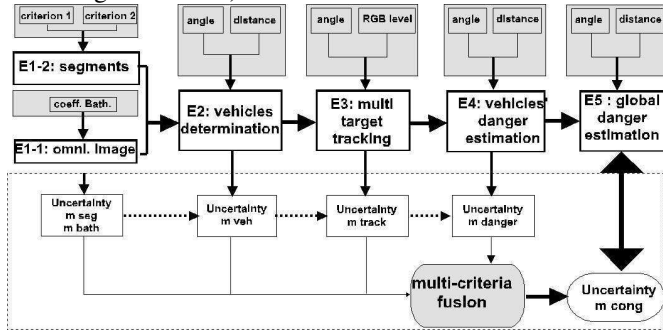 criterion 1 criterion 2
angle distance
angle RGB level
angle distance
angle distance
E1-2: segments
coeff. Bath.
E1-1: omni. Image
E2: vehicles
determination
E3: multi
target
tracking
E4: vehicles'
danger
estimation
E5 : global
danger
estimation
Uncertainty
m seg
m bath
Uncertainty
m veh
Uncertainty
m track
Uncertainty
m danger
multi-criteria
fusion
Uncertainty
m cong